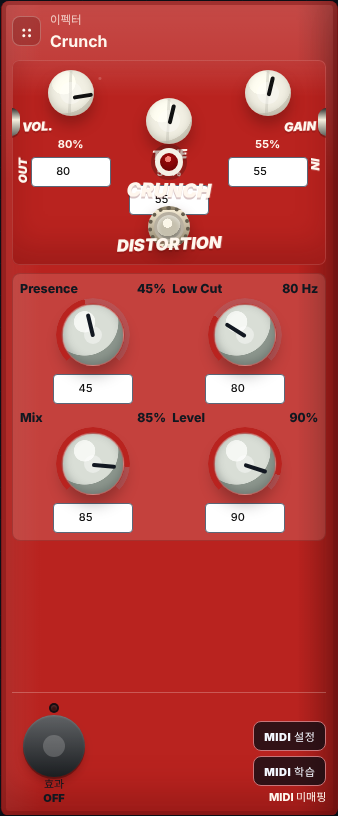 이펙터
Crunch
VOL.
GAIN
80%
55%
OUT
80
55
IN
CRUNCH
55
DISTORTION
Presence 45% Low Cut 80 Hz
45
80
Mix 85% Level 90%
85
90
효과
OFF
MIDI 설정
MIDI 학습
MIDI 미매핑